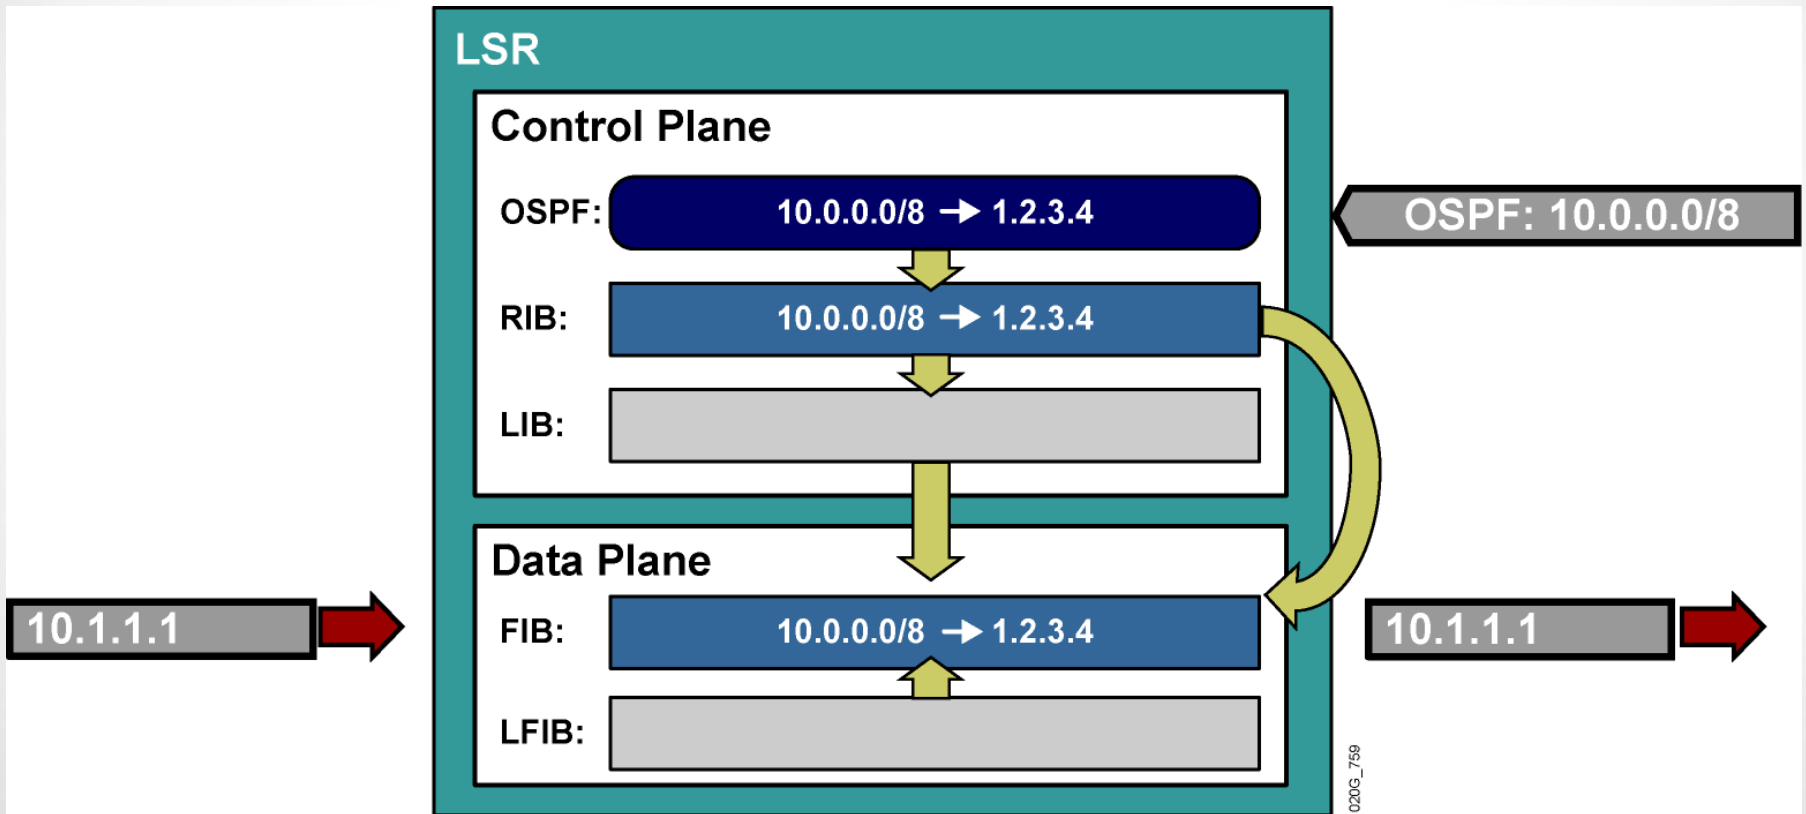 LSR
Control Plane
OSPF: 10.0.0.0/8 → 1.2.3.4
OSPF: 10.0.0.0/8
RIB: 10.0.0.0/8 → 1.2.3.4
LIB:
Data Plane
10.1.1.1
FIB: 10.0.0.0/8 → 1.2.3.4
10.1.1.1
LFIB:
020G_759